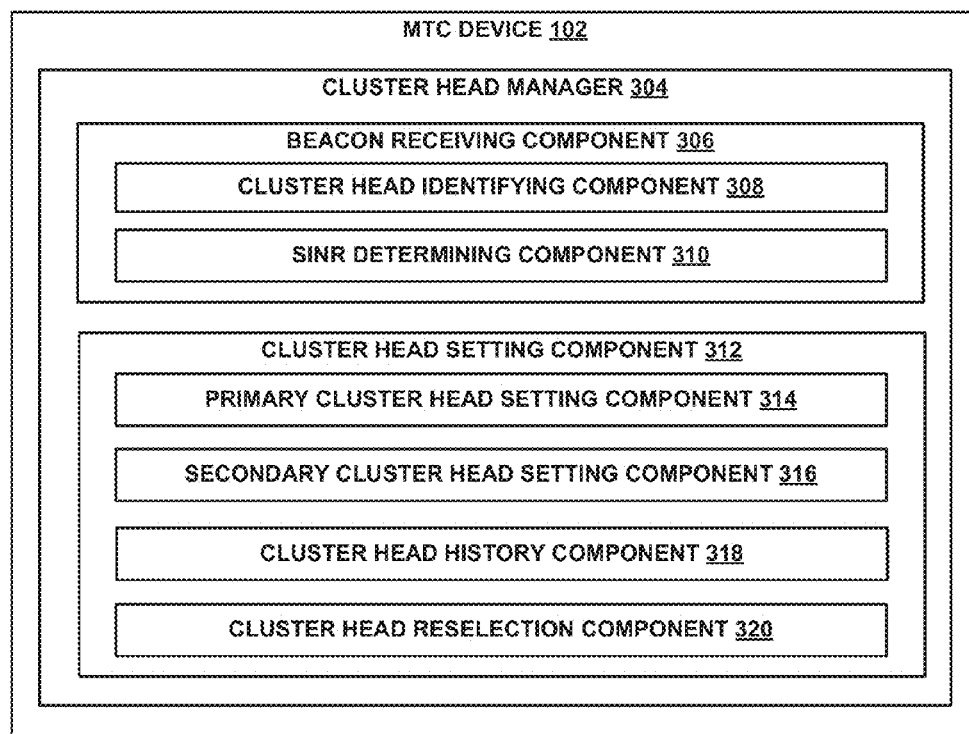 MTC DEVICE 102
CLUSTER HEAD MANAGER 304
BEACON RECEIVING COMPONENT 306
CLUSTER HEAD IDENTIFYING COMPONENT 308
SINR DETERMINING COMPONENT 310
CLUSTER HEAD SETTING COMPONENT 312
PRIMARY CLUSTER HEAD SETTING COMPONENT 314
SECONDARY CLUSTER HEAD SETTING COMPONENT 316
CLUSTER HEAD HISTORY COMPONENT 318
CLUSTER HEAD RESELECTION COMPONENT 320